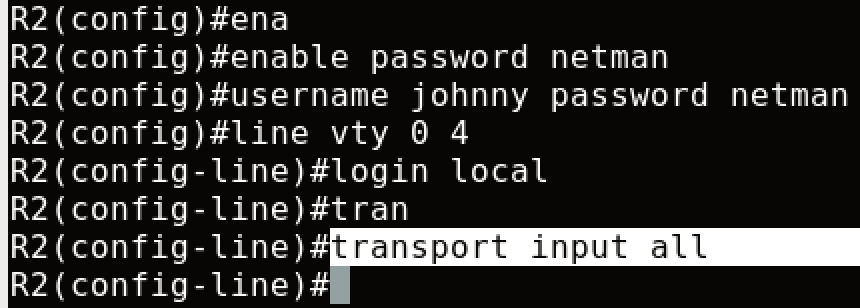 R2(config)#ena
R2(config)#enable password netman
R2(config)#username johnny password netman
R2(config)#line vty 0 4
R2(config-line)#login local
R2(config-line)#tran
R2(config-line)#transport input all
R2(config-line)#